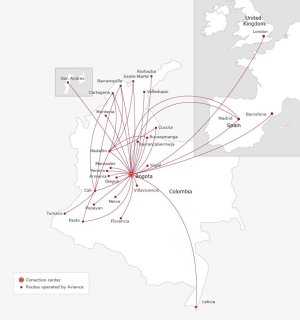 United
Kingdom
London
Riohacha
San Andres
Barranquilla
Santa Marta
Cartagena
Valledupar
Monteria
Barcelona
Madrid
Spain
Cucuta
Bucaramanga
Barrancabermeja
Medellin
Manizales
Yopal
Pereira
Armenia
Bogota
Ibague
Cali
Villavicencio
Colombia
Neiva
Popayan
Tumaco
Pasto
Florencia
Conection center
Routes operated by Avianca
Leticia